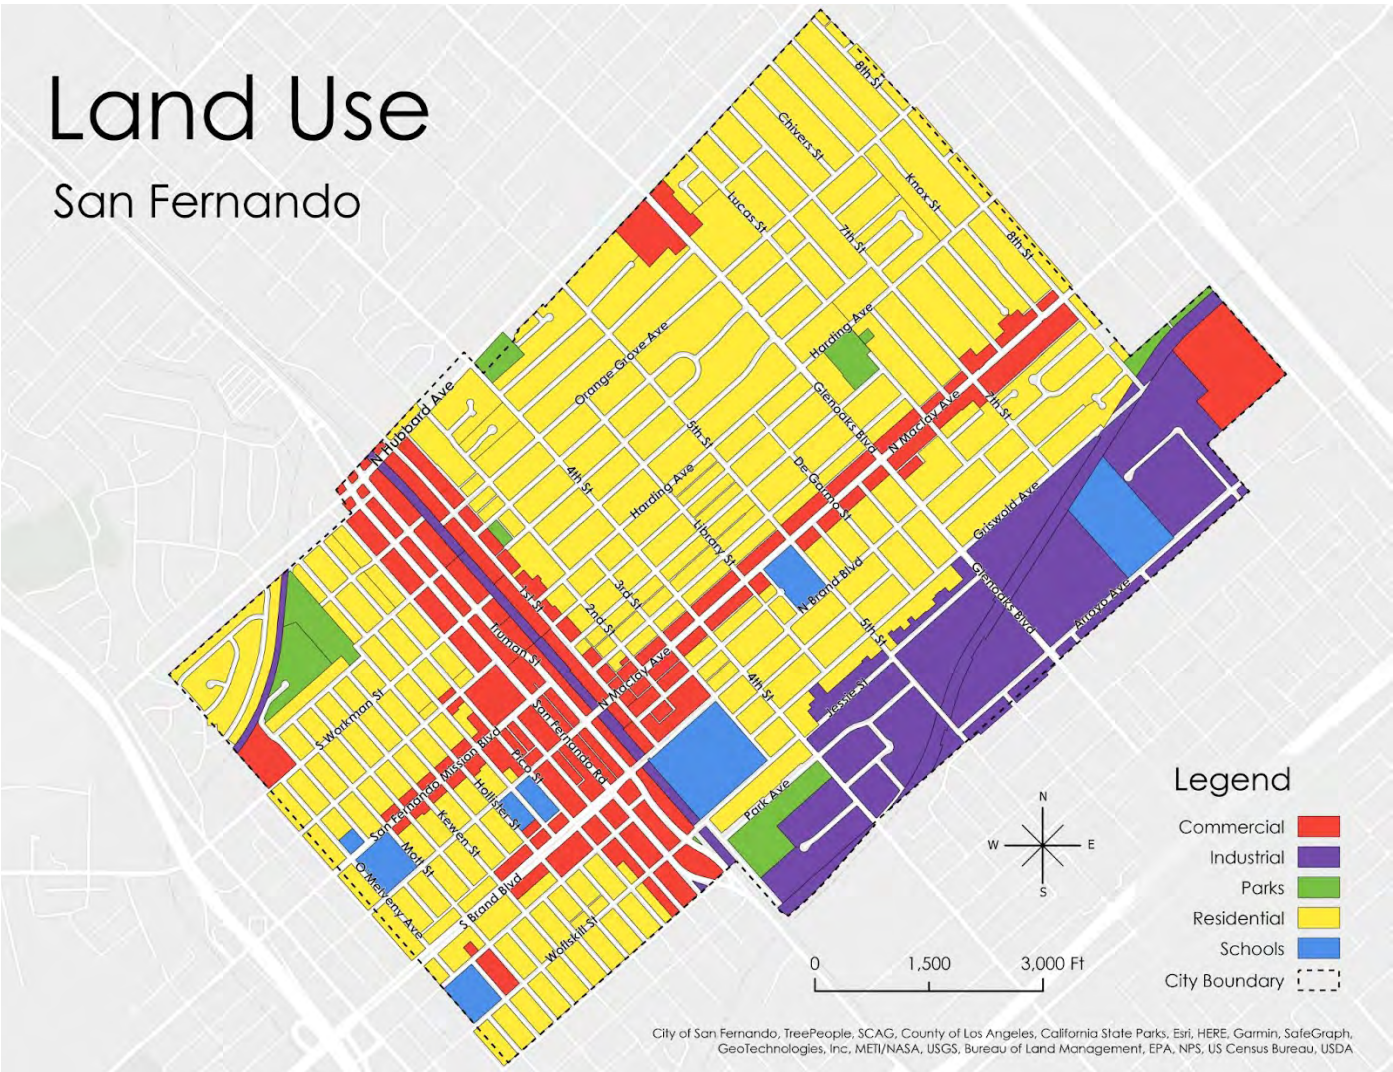 Land Use
San Fernando
8th St
Chivers St
Knox St
Lucas St
7th St
8th St
Harding Ave
Orange Grove Ave
N Hubbard Ave
Glenoaks Blvd
N Maclay Ave
7th St
5th St
4th St
Harding Ave
De Garmo St
Library St
Griswold Ave
Glenoaks Blvd
Arroyo Ave
N Brand Blvd
1st St
2nd St
3rd St
5th St
Truman St
N Maclay Ave
4th St
Jessie St
S Workman St
San Fernando Rd
San Fernando Mission Blvd
Pico St
Hollister St
Park Ave
Kewen St
Mott St
O'Melveny Ave
S Brand Blvd
Wolfskill St
Legend
Commercial
Industrial
Parks
Residential
Schools
City Boundary
N
W
E
S
0 1,500 3,000 Ft
City of San Fernando, TreePeople, SCAG, County of Los Angeles, California State Parks, Esri, HERE, Garmin, SafeGraph,
GeoTechnologies, Inc, METI/NASA, USGS, Bureau of Land Management, EPA, NPS, US Census Bureau, USDA